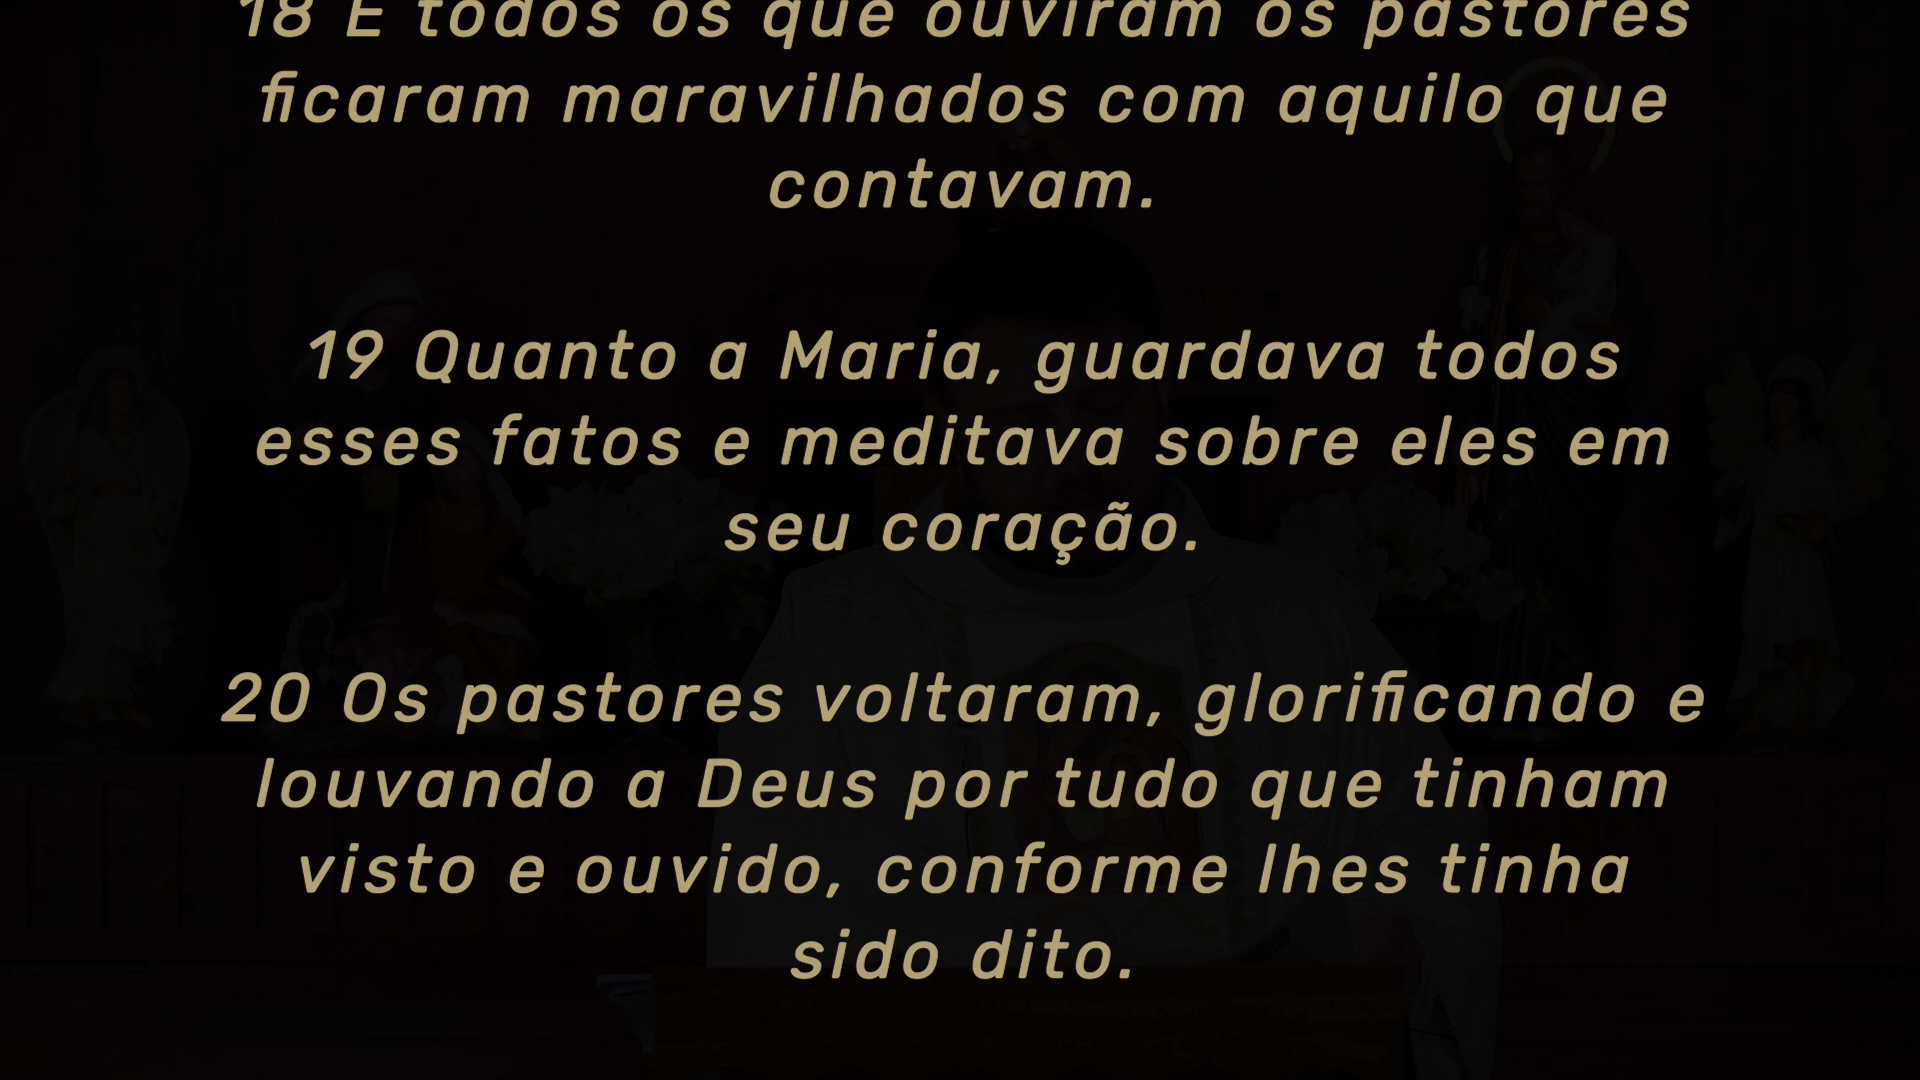 18 E todos os que ouviram os pastores
ficaram maravilhados com aquilo que
contavam.
19 Quanto a Maria, guardava todos
esses fatos e meditava sobre eles em
seu coração.
20 Os pastores voltaram, glorificando e
louvando a Deus por tudo que tinham
visto e ouvido, conforme lhes tinha
sido dito.